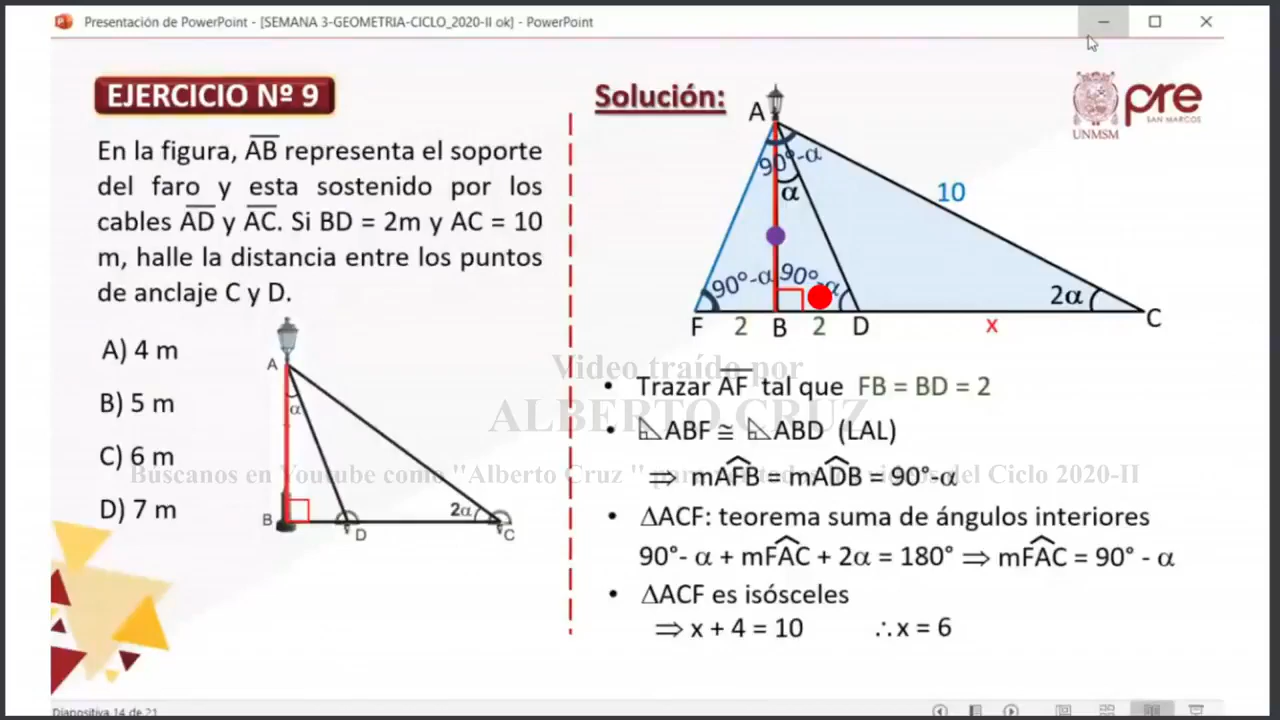 Presentación de PowerPoint - [SEMANA 3-GEOMETRIA-CICLO_2020-II ok] - PowerPoint
EJERCICIO Nº 9
En la figura, AB representa el soporte
del faro y esta sostenido por los
cables AD y AC. Si BD = 2m y AC = 10
m, halle la distancia entre los puntos
de anclaje C y D.
A) 4 m
B) 5 m
C) 6 m
D) 7 m
A
α
B
D
2α
C
Solución:
UNMSM
pre
SAN MARCOS
A
90°-α
α
10
90°-α
90°-α
2α
F
2
B
2
D
x
C
Video traído por
ALBERTO CRUZ
Buscanos en Youtube como "Alberto Cruz " para ... del Ciclo 2020-II
• Trazar AF tal que FB = BD = 2
• ◺ABF ≅ ◺ABD (LAL)
⇒ mAFB = mADB = 90°-α
• ∆ACF: teorema suma de ángulos interiores
90°- α + mFAC + 2α = 180° ⇒ mFAC = 90° - α
• ∆ACF es isósceles
⇒ x + 4 = 10 ∴x = 6
Diapositiva 14 de 21